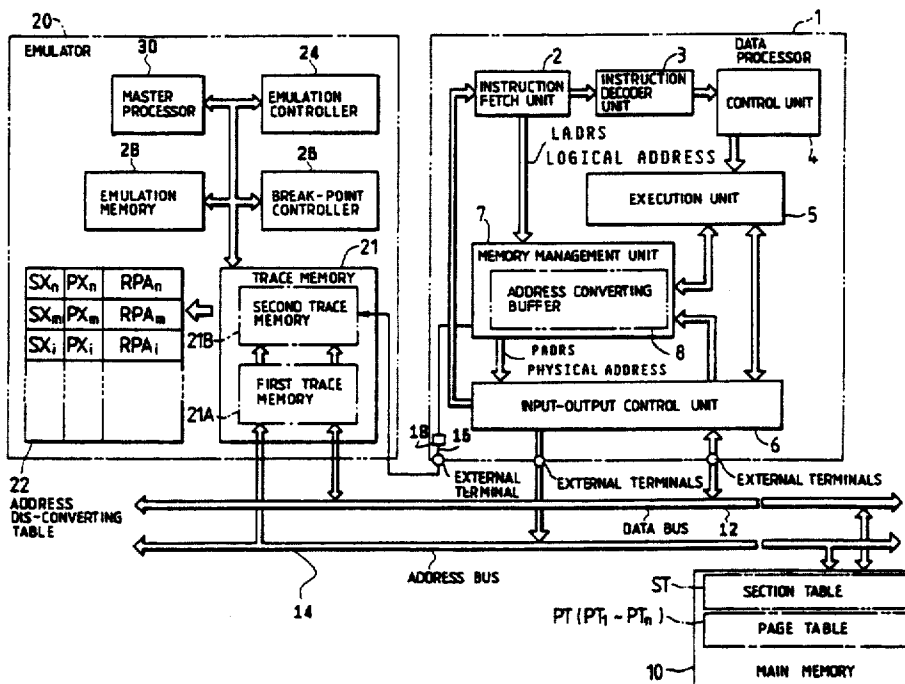 20
EMULATOR
30
MASTER
PROCESSOR
24
EMULATION
CONTROLLER
28
EMULATION
MEMORY
26
BREAK-POINT
CONTROLLER
21
TRACE MEMORY
SECOND TRACE
MEMORY
21B
FIRST TRACE
MEMORY
21A
SXn PXn RPAn
SXm PXm RPAm
SXi PXi RPAi
22
ADDRESS
DIS-CONVERTING
TABLE
1
DATA
PROCESSOR
2
INSTRUCTION
FETCH UNIT
3
INSTRUCTION
DECODER
UNIT
CONTROL UNIT
4
LADRS
LOGICAL ADDRESS
EXECUTION UNIT
5
7
MEMORY MANAGEMENT UNIT
ADDRESS CONVERTING
BUFFER
8
PADRS
PHYSICAL ADDRESS
INPUT-OUTPUT CONTROL UNIT
6
18
16
EXTERNAL
TERMINAL
EXTERNAL TERMINALS
EXTERNAL TERMINALS
DATA BUS
12
ADDRESS BUS
14
ST
SECTION TABLE
PT (PT1 ~ PTn)
PAGE TABLE
10
MAIN MEMORY